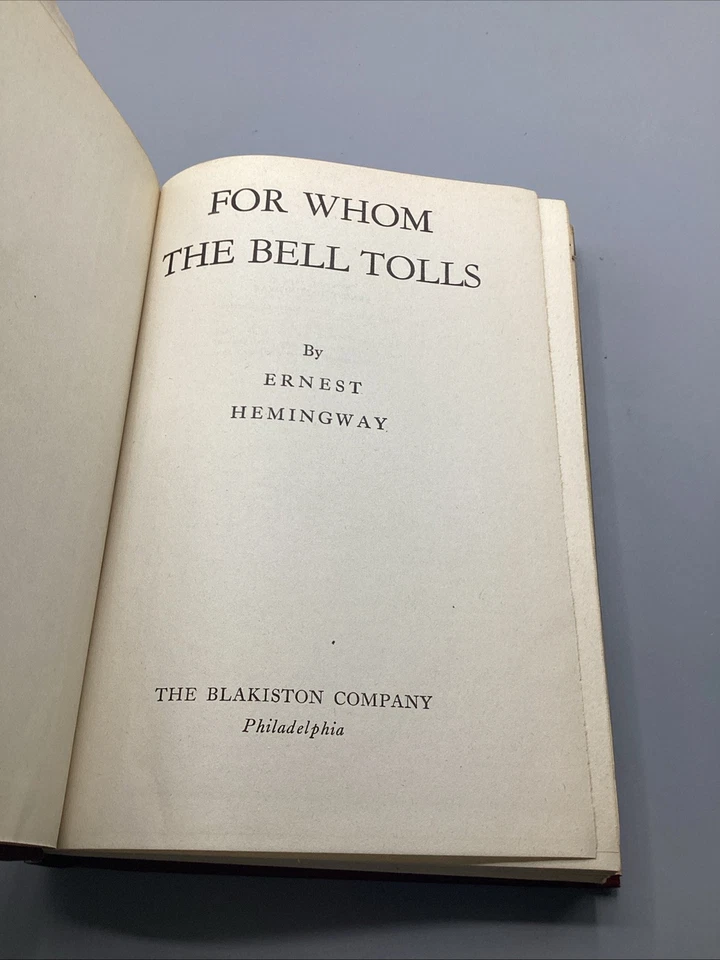 FOR WHOM
THE BELL TOLLS
By
ERNEST
HEMINGWAY
THE BLAKISTON COMPANY
Philadelphia